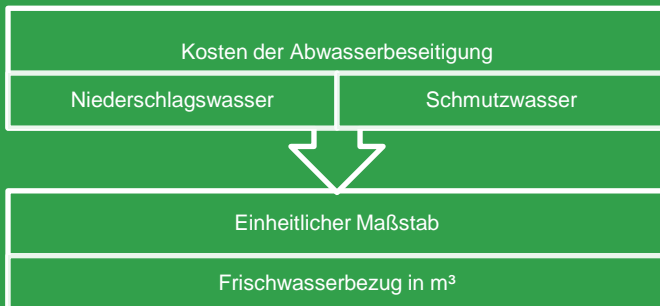 Kosten der Abwasserbeseitigung
Niederschlagswasser
Schmutzwasser
Einheitlicher Maßstab
Frischwasserbezug in m³